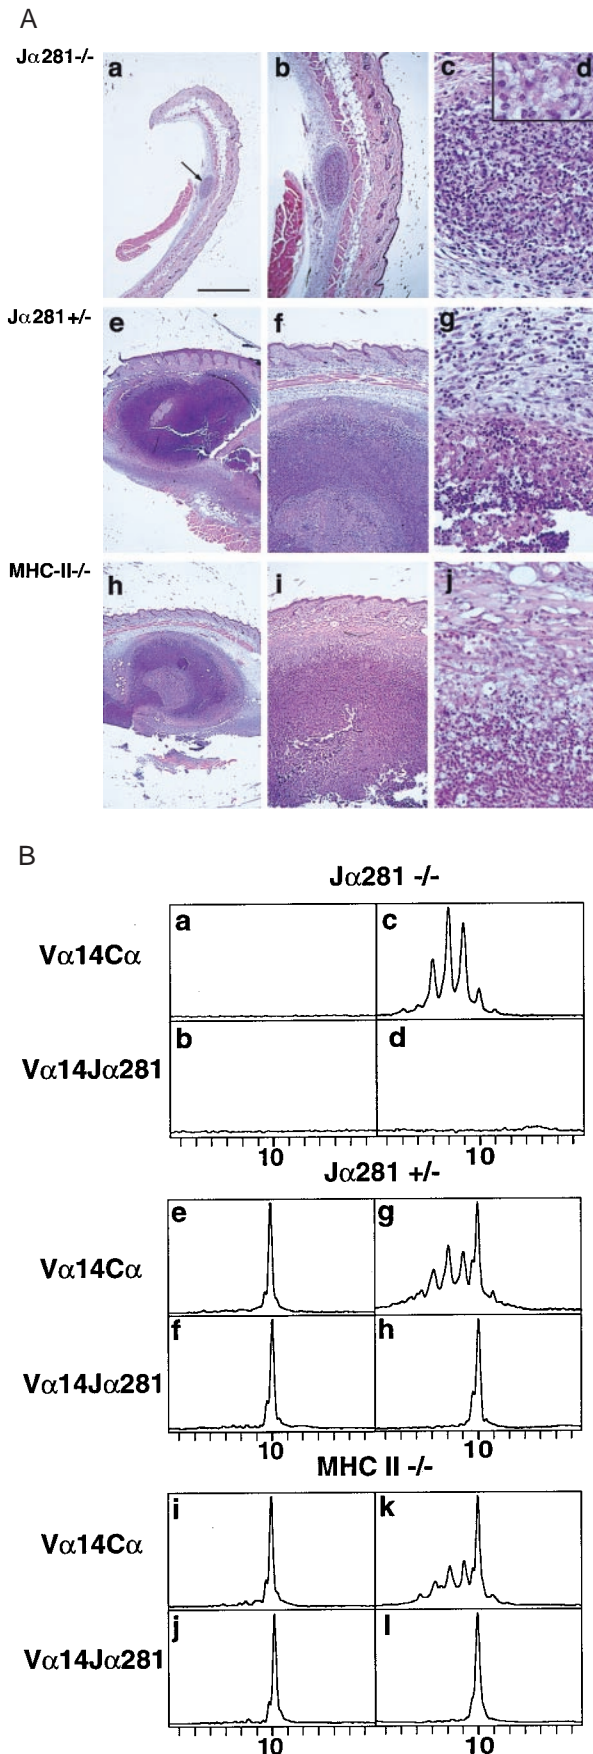 A
Jα281-/-
a b c d
Jα281+/-
e f g
MHC-II-/-
h i j
B
Jα281 -/-
a c
Vα14Cα
b d
Vα14Jα281
10 10
Jα281 +/-
e g
Vα14Cα
f h
Vα14Jα281
10 10
MHC II -/-
i k
Vα14Cα
j l
Vα14Jα281
10 10